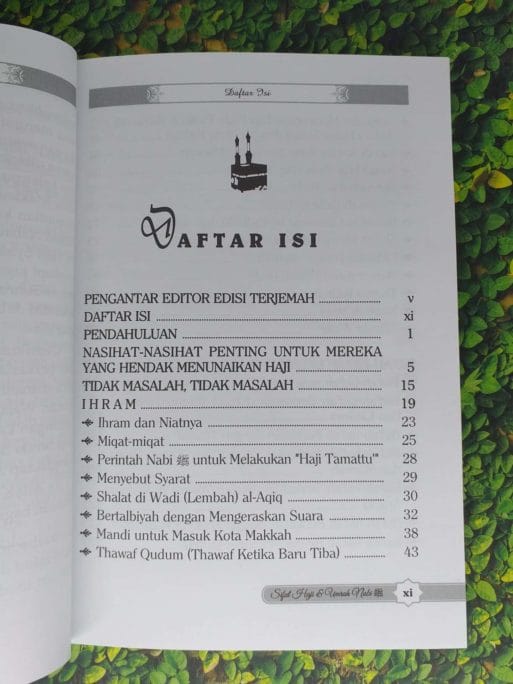 Daftar Isi
DAFTAR ISI
PENGANTAR EDITOR EDISI TERJEMAH ................ v
DAFTAR ISI ................ xi
PENDAHULUAN ................ 1
NASIHAT-NASIHAT PENTING UNTUK MEREKA
YANG HENDAK MENUNAIKAN HAJI ................ 5
TIDAK MASALAH, TIDAK MASALAH ................ 15
I H R A M ................ 19
Ihram dan Niatnya ................ 23
Miqat-miqat ................ 25
Perintah Nabi ﷺ untuk Melakukan "Haji Tamattu'" 28
Menyebut Syarat ................ 29
Shalat di Wadi (Lembah) al-Aqiq ................ 30
Bertalbiyah dengan Mengeraskan Suara ................ 32
Mandi untuk Masuk Kota Makkah ................ 38
Thawaf Qudum (Thawaf Ketika Baru Tiba) ................ 43
Sifat Haji & Umrah Nabi ﷺ xi